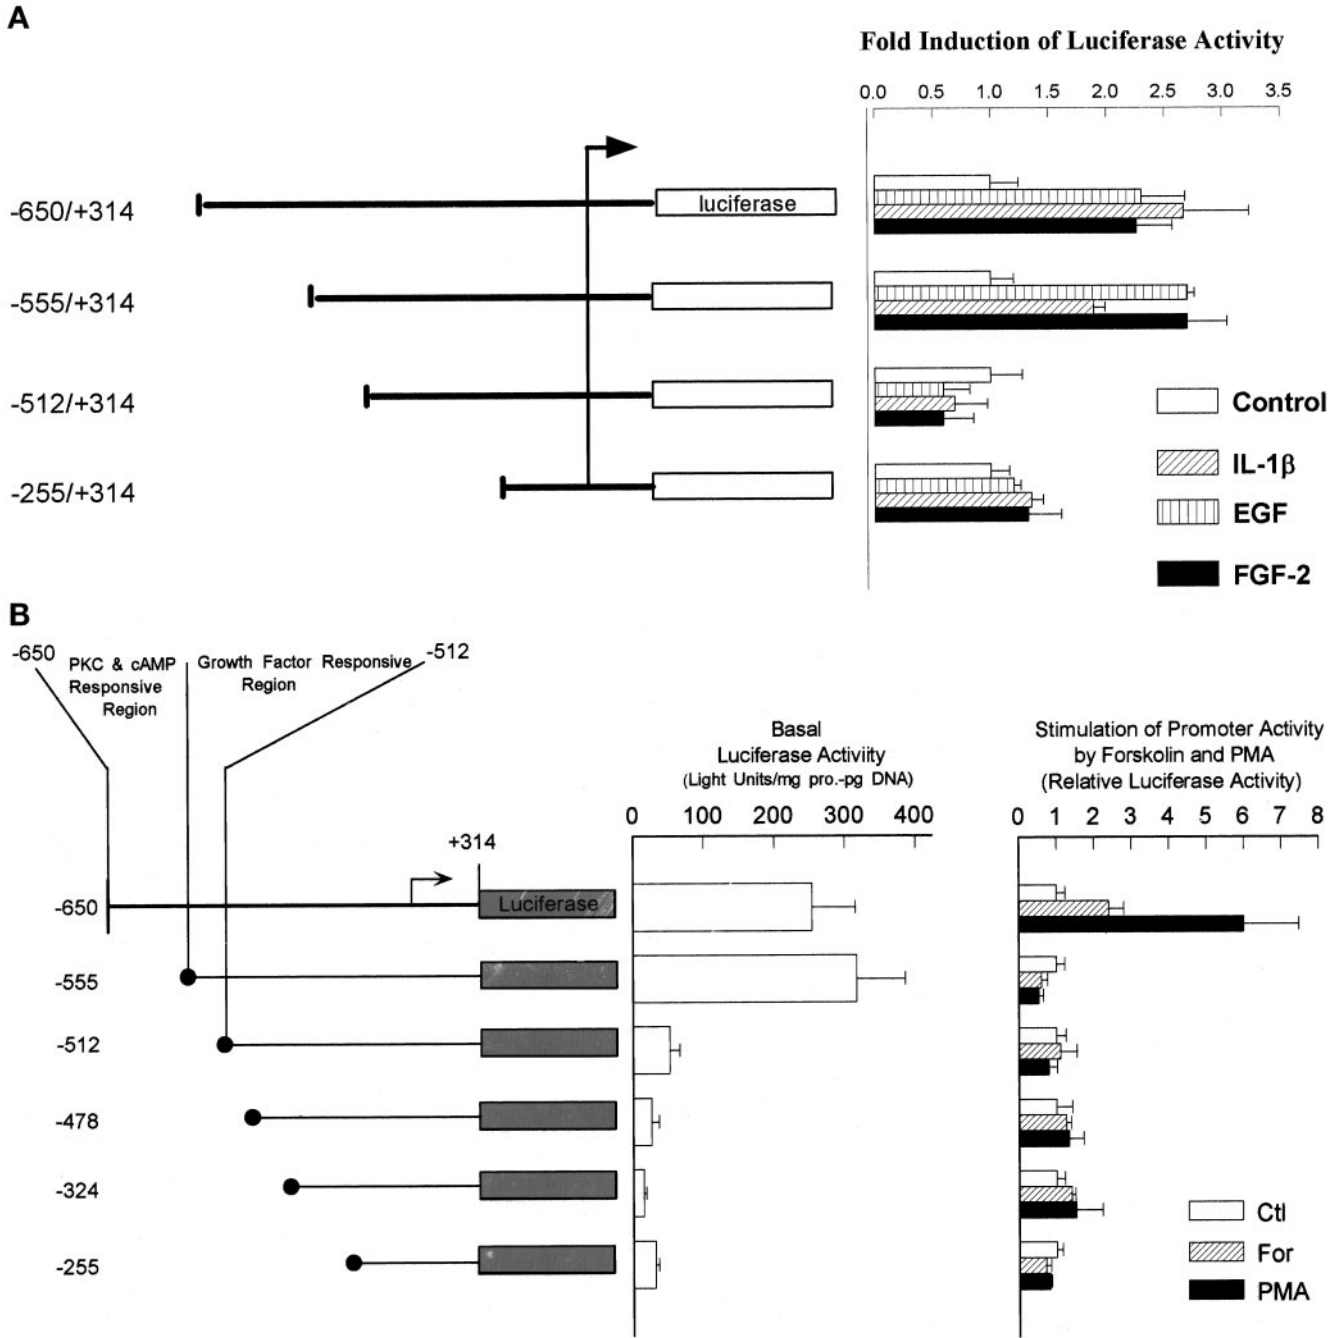 A
Fold Induction of Luciferase Activity
0.0 0.5 1.0 1.5 2.0 2.5 3.0 3.5
-650/+314
luciferase
-555/+314
-512/+314
-255/+314
Control
IL-1β
EGF
FGF-2
B
-650
PKC & cAMP
Responsive
Region
Growth Factor Responsive
Region
-512
Basal
Luciferase Activiity
(Light Units/mg pro.-pg DNA)
0 100 200 300 400
Stimulation of Promoter Activity
by Forskolin and PMA
(Relative Luciferase Activity)
0 1 2 3 4 5 6 7 8
+314
-650
Luciferase
-555
-512
-478
-324
-255
Ctl
For
PMA